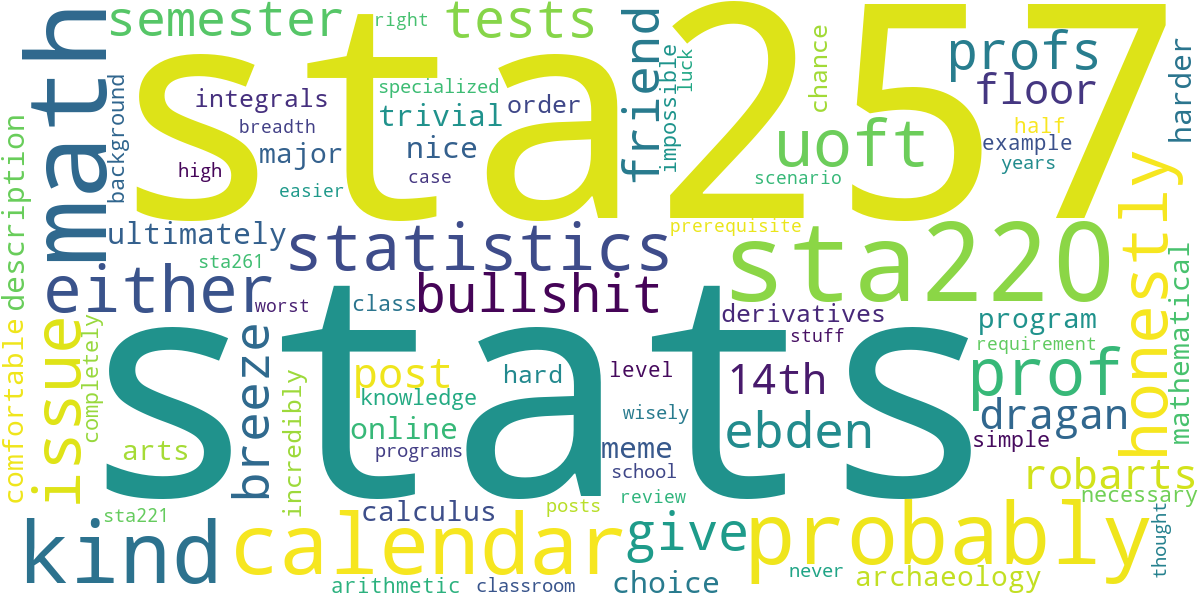 semester
right
tests
sta257
math
friend
profs
floor
harder
background
integrals
specialized
breadth
trivial
order
impossible
luck
chance
uoft
half
example
years
major
nice
high
case
easier
scenario
description
ultimately
sta261
statistics
prerequisite
sta220
honestly
mathematical
either
worst
class
bullshit
derivatives
stuff
program
requirement
stats
issue
comfortable
completely
breeze
post
hard
level
14th
prof
knowledge
online
programs
incredibly
arts
wisely
meme
school
ebden
dragan
simple
robarts
necessary
review
posts
sta221
calculus
kind
calendar
give
probably
thought
arithmetic
classroom
choice
never
archaeology